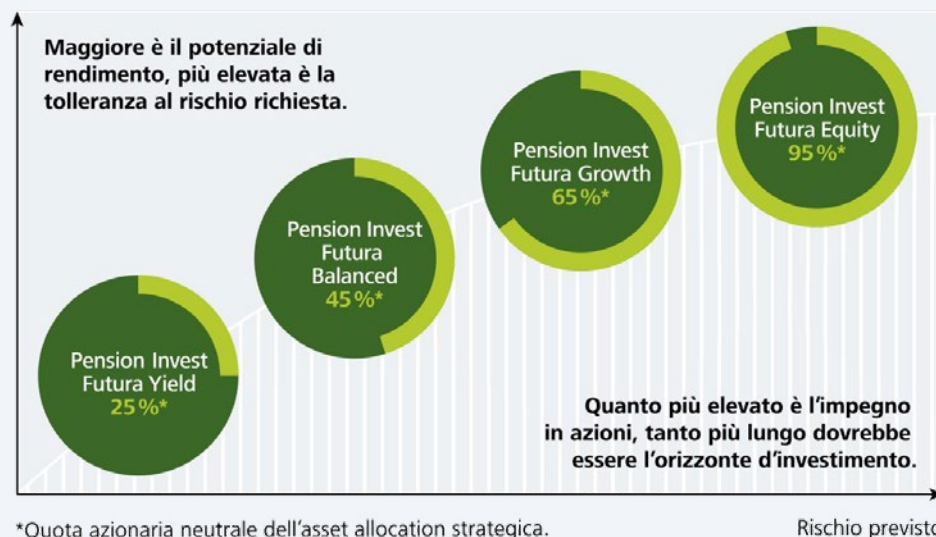 Maggiore è il potenziale di
rendimento, più elevata è la
tolleranza al rischio richiesta.
Pension Invest
Futura Equity
95%*
Pension Invest
Futura Growth
65%*
Pension Invest
Futura
Balanced
45%*
Pension Invest
Futura Yield
25%*
Quanto più elevato è l'impegno
in azioni, tanto più lungo dovrebbe
essere l'orizzonte d'investimento.
*Quota azionaria neutrale dell'asset allocation strategica.
Rischio previsto